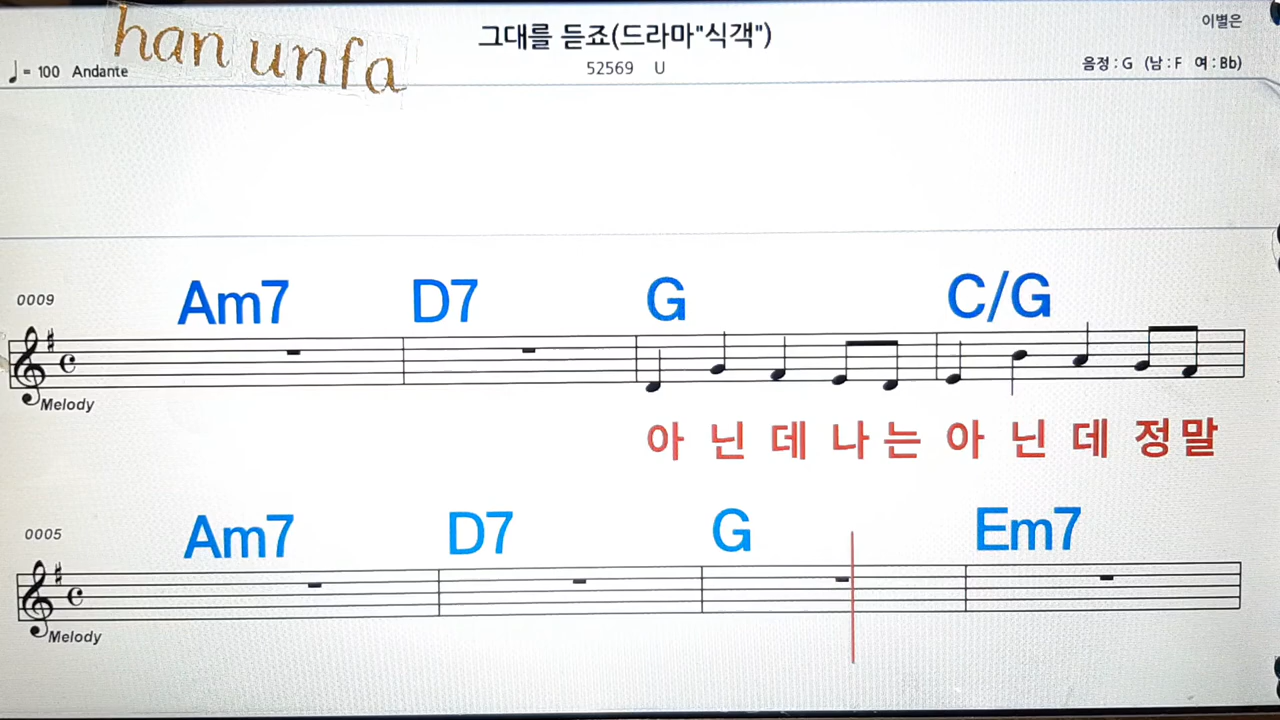 han unfa
그대를 듣죠(드라마"식객")
이별은
♩= 100 Andante
52569 U
음정 : G (남 : F 여 : Bb)
Am7 D7 G C/G
0009
Melody
아 닌 데 나 는 아 닌 데 정 말
Am7 D7 G Em7
0005
Melody